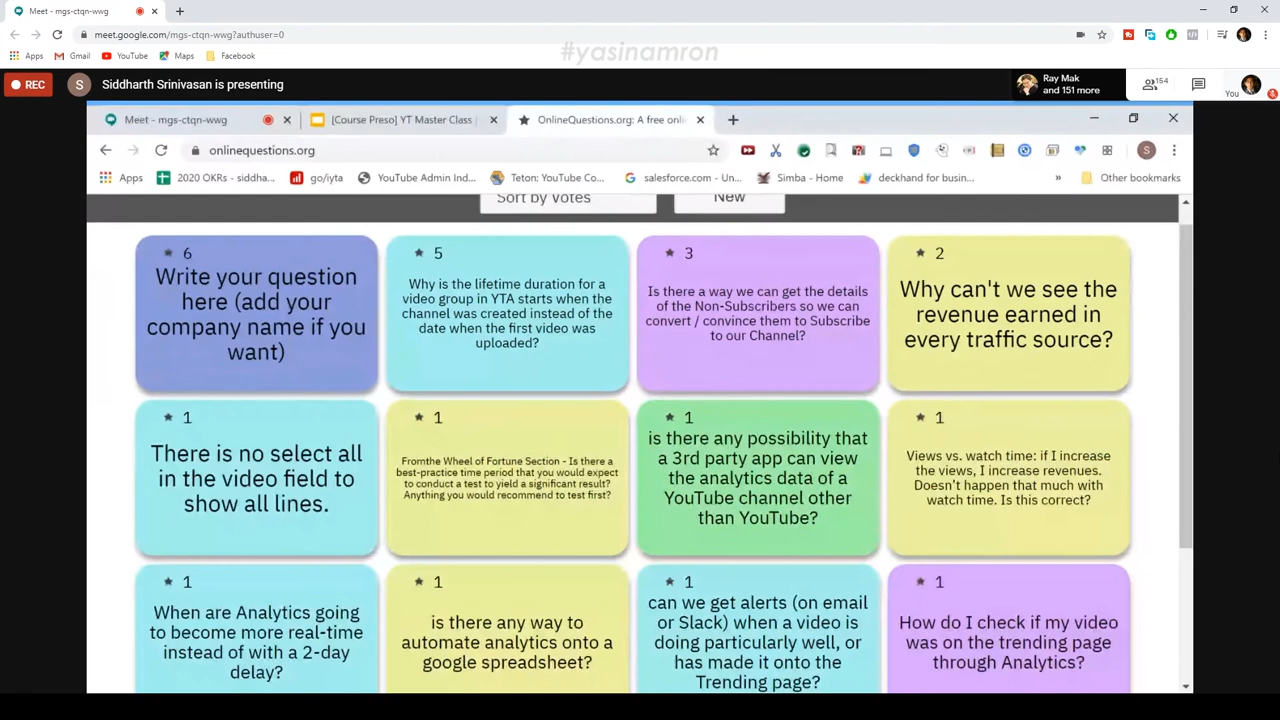 Meet - mgs-ctqn-wwg
meet.google.com/mgs-ctqn-wwg?authuser=0
Apps Gmail YouTube Maps Facebook
#yasinamron
REC S Siddharth Srinivasan is presenting
Ray Mak
and 151 more
154
You
Meet - mgs-ctqn-wwg [Course Preso] YT Master Class OnlineQuestions.org: A free onli
onlinequestions.org
S
Apps 2020 OKRs - siddha... go/iyta YouTube Admin Ind... Teton: YouTube Co... salesforce.com - Un... Simba - Home deckhand for busin... » Other bookmarks
Sort by Votes New
6
Write your question
here (add your
company name if you
want)
5
Why is the lifetime duration for a
video group in YTA starts when the
channel was created instead of the
date when the first video was
uploaded?
3
Is there a way we can get the details
of the Non-Subscribers so we can
convert / convince them to Subscribe
to our Channel?
2
Why can't we see the
revenue earned in
every traffic source?
1
There is no select all
in the video field to
show all lines.
1
Fromthe Wheel of Fortune Section - Is there a
best-practice time period that you would expect
to conduct a test to yield a significant result?
Anything you would recommend to test first?
1
is there any possibility that
a 3rd party app can view
the analytics data of a
YouTube channel other
than YouTube?
1
Views vs. watch time: if I increase
the views, I increase revenues.
Doesn't happen that much with
watch time. Is this correct?
1
When are Analytics going
to become more real-time
instead of with a 2-day
delay?
1
is there any way to
automate analytics onto a
google spreadsheet?
1
can we get alerts (on email
or Slack) when a video is
doing particularly well, or
has made it onto the
Trending page?
1
How do I check if my video
was on the trending page
through Analytics?